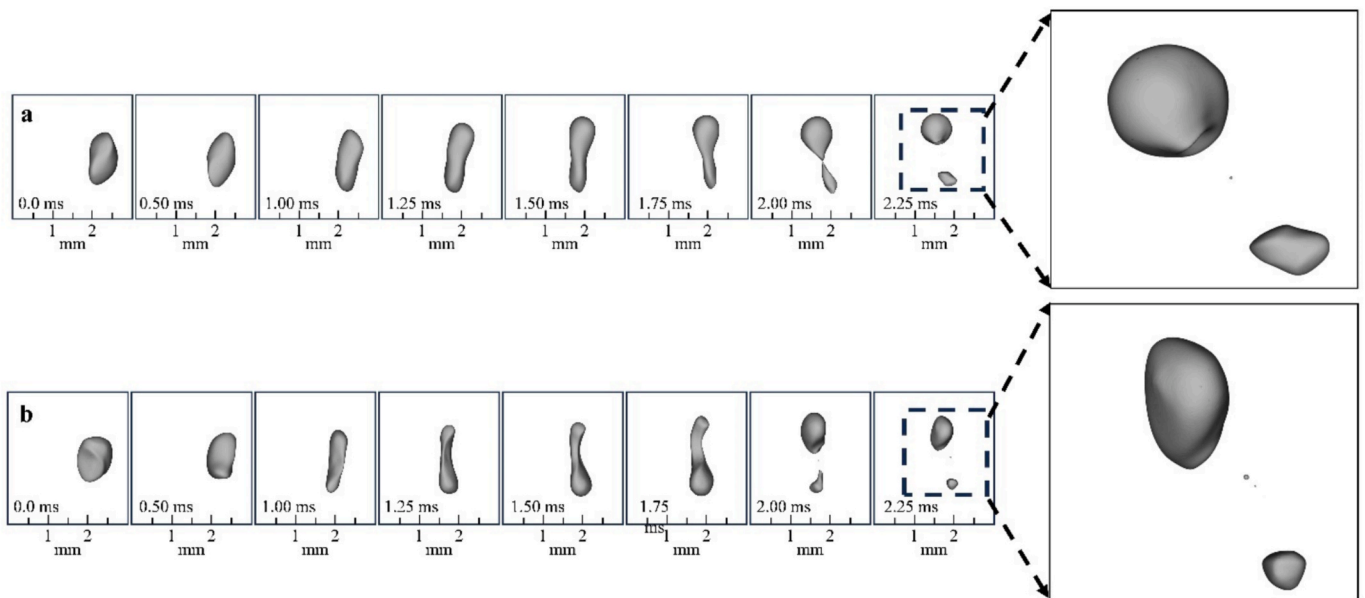 a
0.0 ms 0.50 ms 1.00 ms 1.25 ms 1.50 ms 1.75 ms 2.00 ms 2.25 ms
1 2 1 2 1 2 1 2 1 2 1 2 1 2 1 2
mm mm mm mm mm mm mm mm
b
0.0 ms 0.50 ms 1.00 ms 1.25 ms 1.50 ms 1.75 2.00 ms 2.25 ms
ms
1 2 1 2 1 2 1 2 1 2 1 2 1 2 1 2
mm mm mm mm mm mm mm mm